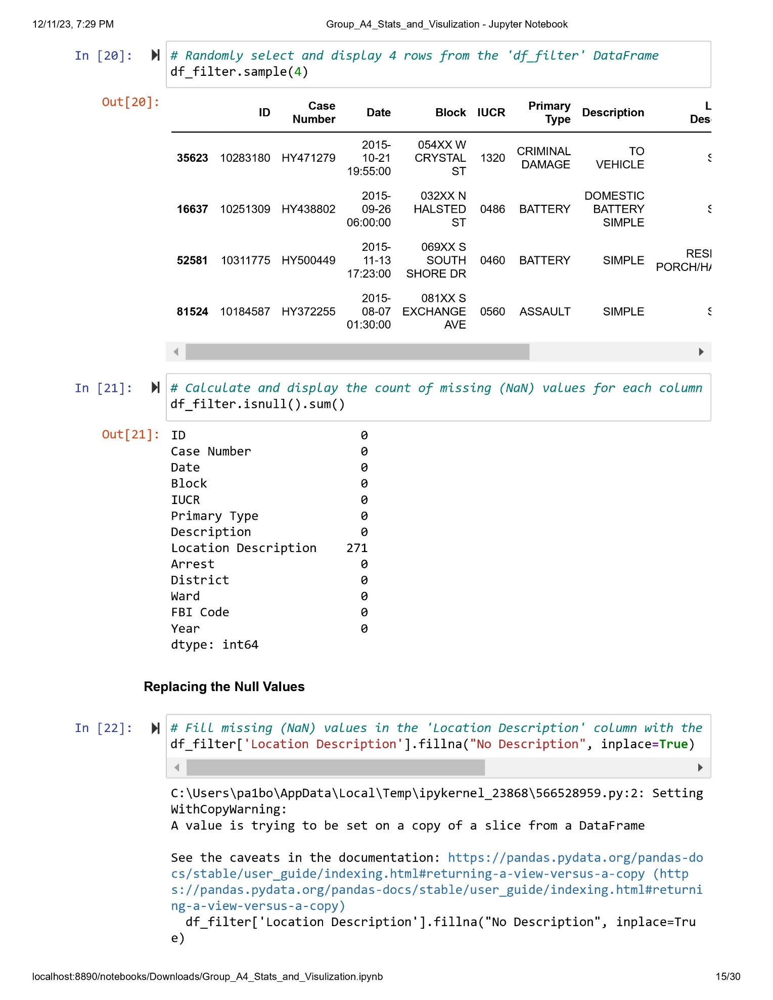 12/11/23, 7:29 PM Group_A4_Stats_and_Visulization - Jupyter Notebook
In [20]: # Randomly select and display 4 rows from the 'df_filter' DataFrame
df_filter.sample(4)
Out[20]:
ID Case Number Date Block IUCR Primary Type Description L Des
35623 10283180 HY471279 2015-10-21 19:55:00 054XX W CRYSTAL ST 1320 CRIMINAL DAMAGE TO VEHICLE S
16637 10251309 HY438802 2015-09-26 06:00:00 032XX N HALSTED ST 0486 BATTERY DOMESTIC BATTERY SIMPLE S
52581 10311775 HY500449 2015-11-13 17:23:00 069XX S SOUTH SHORE DR 0460 BATTERY SIMPLE RESI PORCH/HA
81524 10184587 HY372255 2015-08-07 01:30:00 081XX S EXCHANGE AVE 0560 ASSAULT SIMPLE S
In [21]: # Calculate and display the count of missing (NaN) values for each column
df_filter.isnull().sum()
Out[21]: ID 0
Case Number 0
Date 0
Block 0
IUCR 0
Primary Type 0
Description 0
Location Description 271
Arrest 0
District 0
Ward 0
FBI Code 0
Year 0
dtype: int64
Replacing the Null Values
In [22]: # Fill missing (NaN) values in the 'Location Description' column with the
df_filter['Location Description'].fillna("No Description", inplace=True)
C:\Users\pa1bo\AppData\Local\Temp\ipykernel_23868\566528959.py:2: Setting
WithCopyWarning:
A value is trying to be set on a copy of a slice from a DataFrame
See the caveats in the documentation: https://pandas.pydata.org/pandas-do
cs/stable/user_guide/indexing.html#returning-a-view-versus-a-copy (http
s://pandas.pydata.org/pandas-docs/stable/user_guide/indexing.html#returni
ng-a-view-versus-a-copy)
df_filter['Location Description'].fillna("No Description", inplace=Tru
e)
localhost:8890/notebooks/Downloads/Group_A4_Stats_and_Visulization.ipynb 15/30